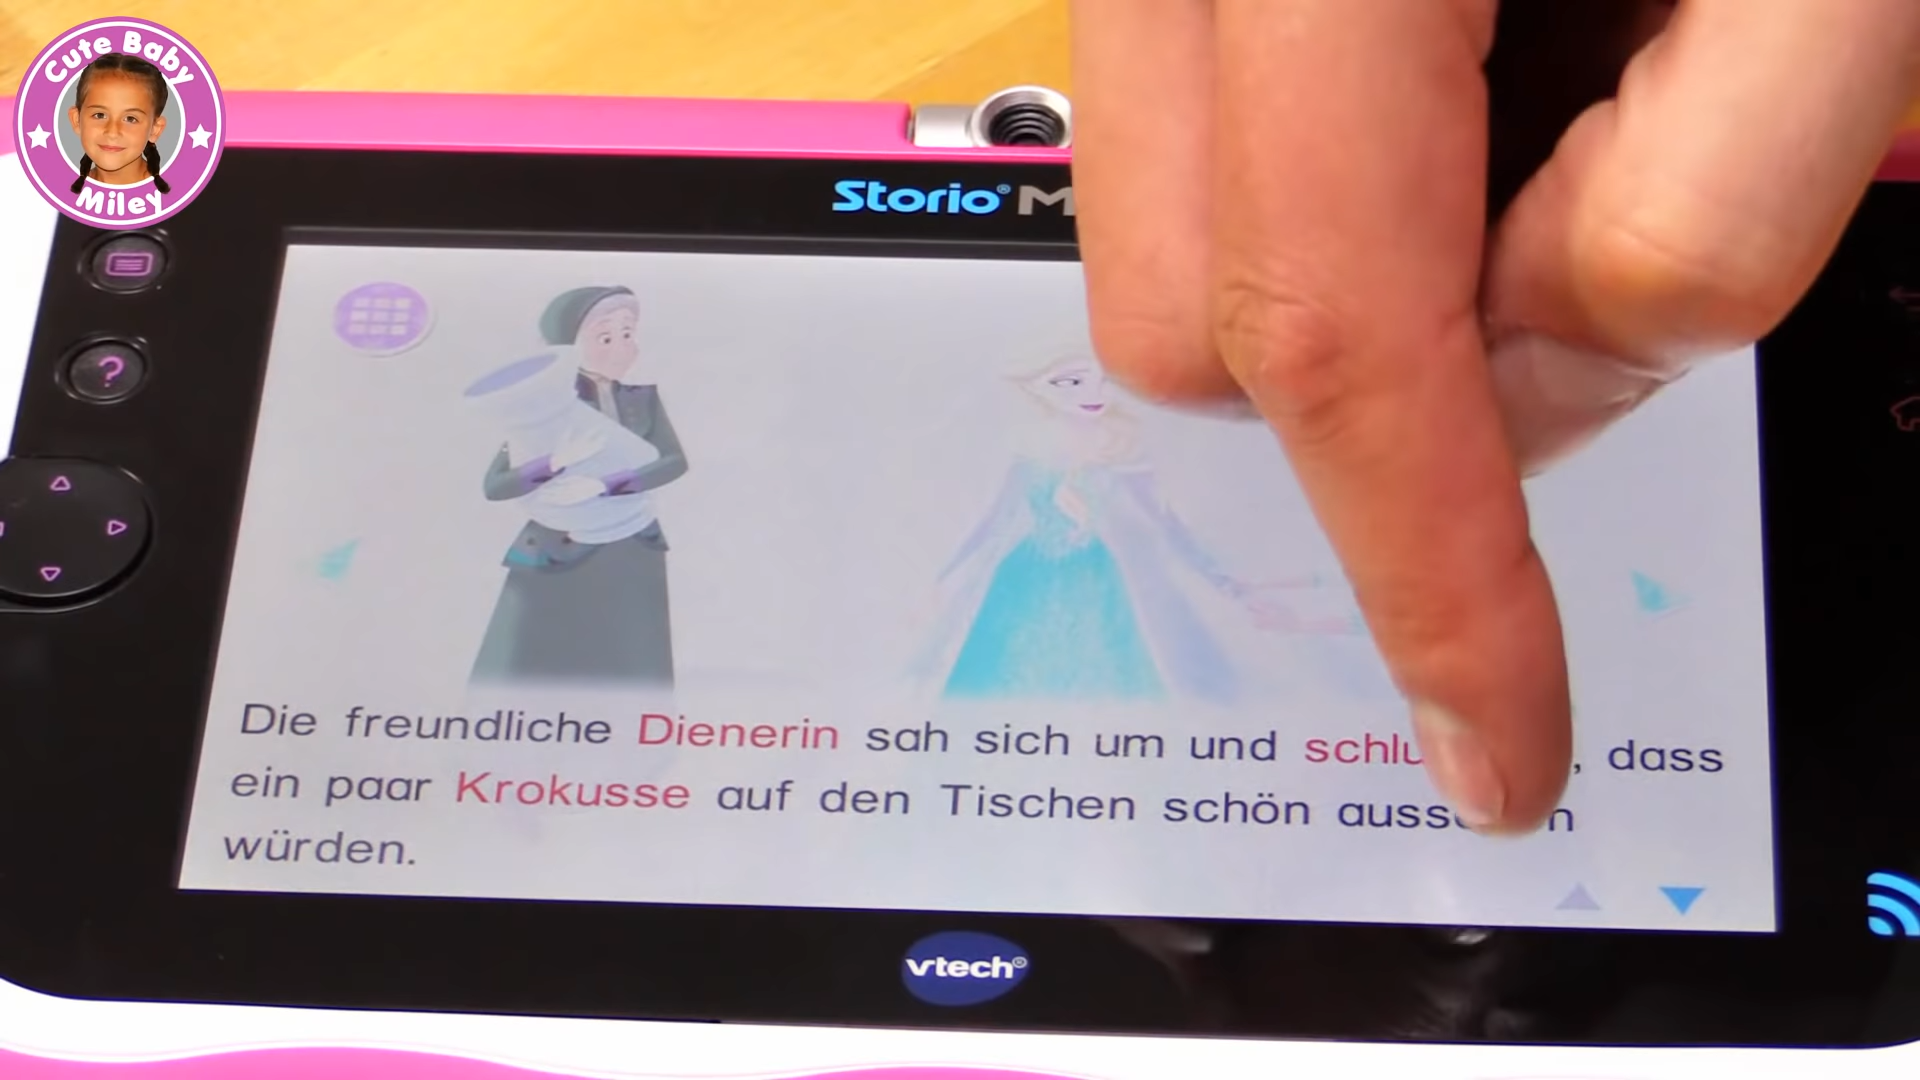 Cute Baby
Miley
Storio® M
Die freundliche Dienerin sah sich um und , dass
ein paar Krokusse auf den Tischen schön
würden.
vtech®